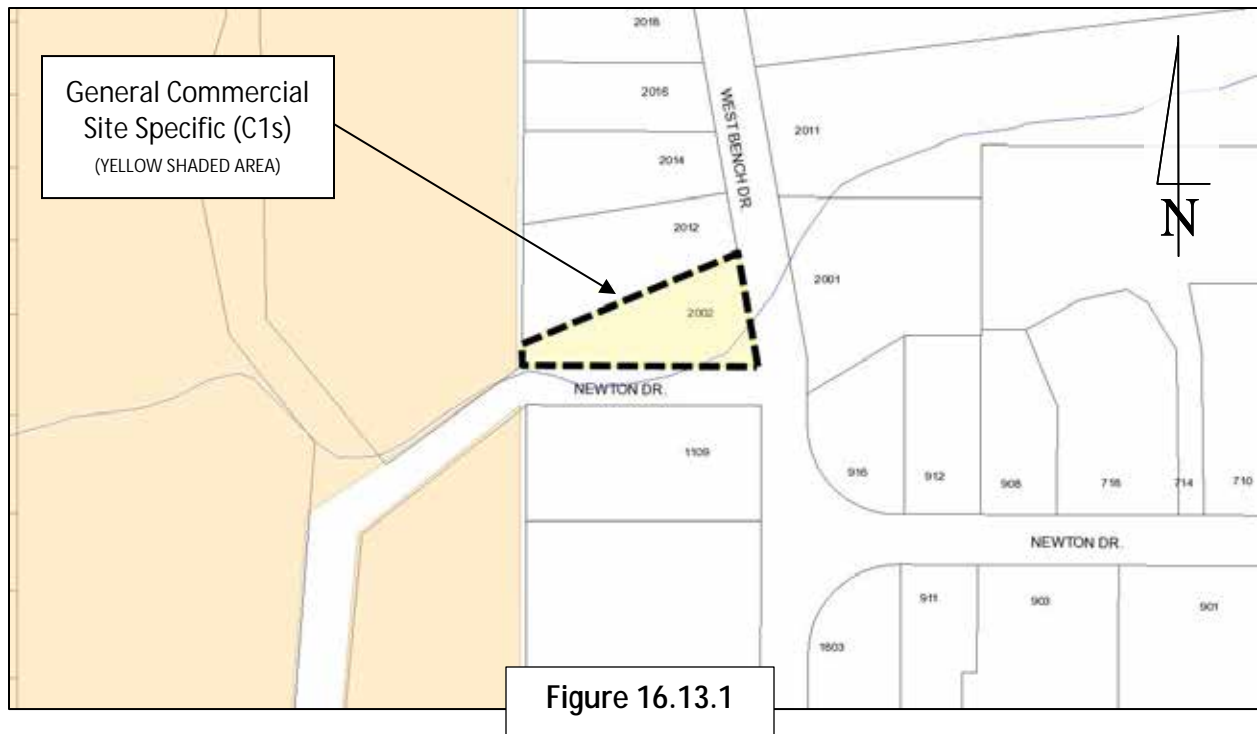 General Commercial
Site Specific (C1s)
(YELLOW SHADED AREA)
2018
2016
2014
2012
WEST BENCH DR.
2011
N
2002
2001
NEWTON DR.
1109
916
912
908
716
714
710
NEWTON DR.
911
903
901
1603
Figure 16.13.1